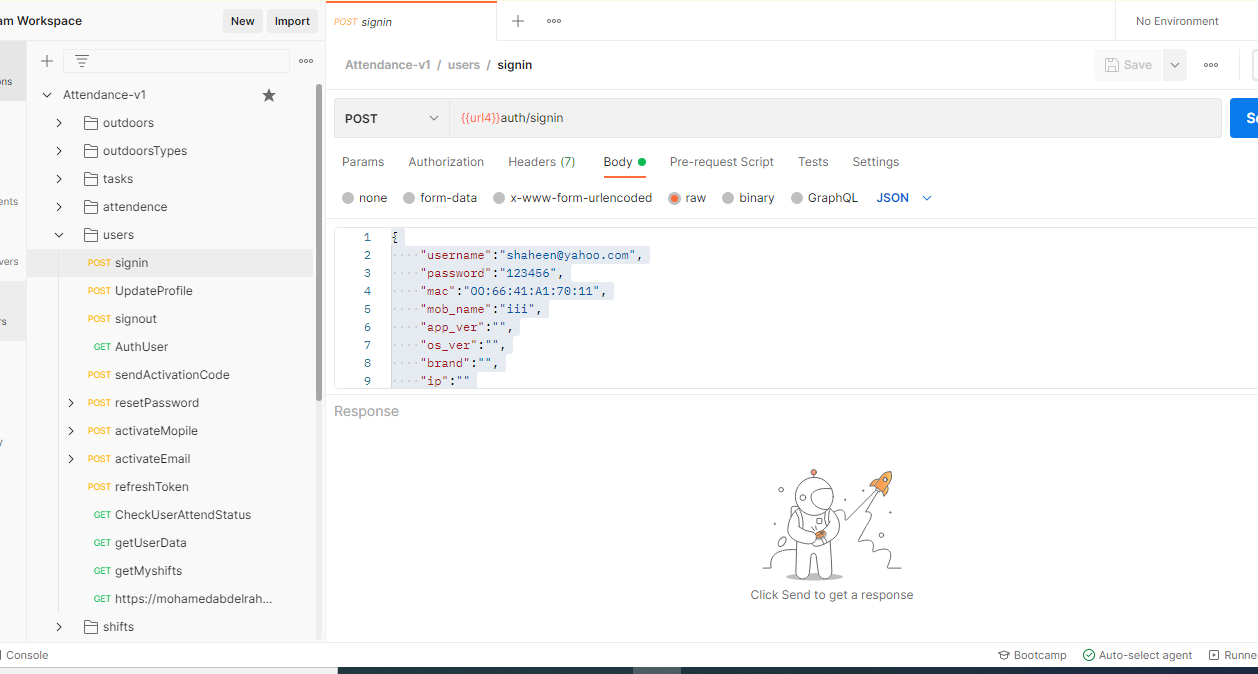 am Workspace
New
Import
POST signin
No Environment
ons
ents
vers
rs
Attendance-v1
outdoors
outdoorsTypes
tasks
attendence
users
POST signin
POST UpdateProfile
POST signout
GET AuthUser
POST sendActivationCode
POST resetPassword
POST activateMopile
POST activateEmail
POST refreshToken
GET CheckUserAttendStatus
GET getUserData
GET getMyshifts
GET https://mohamedabdelrah...
shifts
Attendance-v1 / users / signin
Save
POST
{{url4}}auth/signin
Se
Params
Authorization
Headers (7)
Body
Pre-request Script
Tests
Settings
none
form-data
x-www-form-urlencoded
raw
binary
GraphQL
JSON
1 {
2 ····"username":"shaheen@yahoo.com",
3 ····"password":"123456",
4 ····"mac":"OO:66:41:A1:70:11",
5 ····"mob_name":"iii",
6 ····"app_ver":"",
7 ····"os_ver":"",
8 ····"brand":"",
9 ····"ip":""
Response
Click Send to get a response
Console
Bootcamp
Auto-select agent
Runne